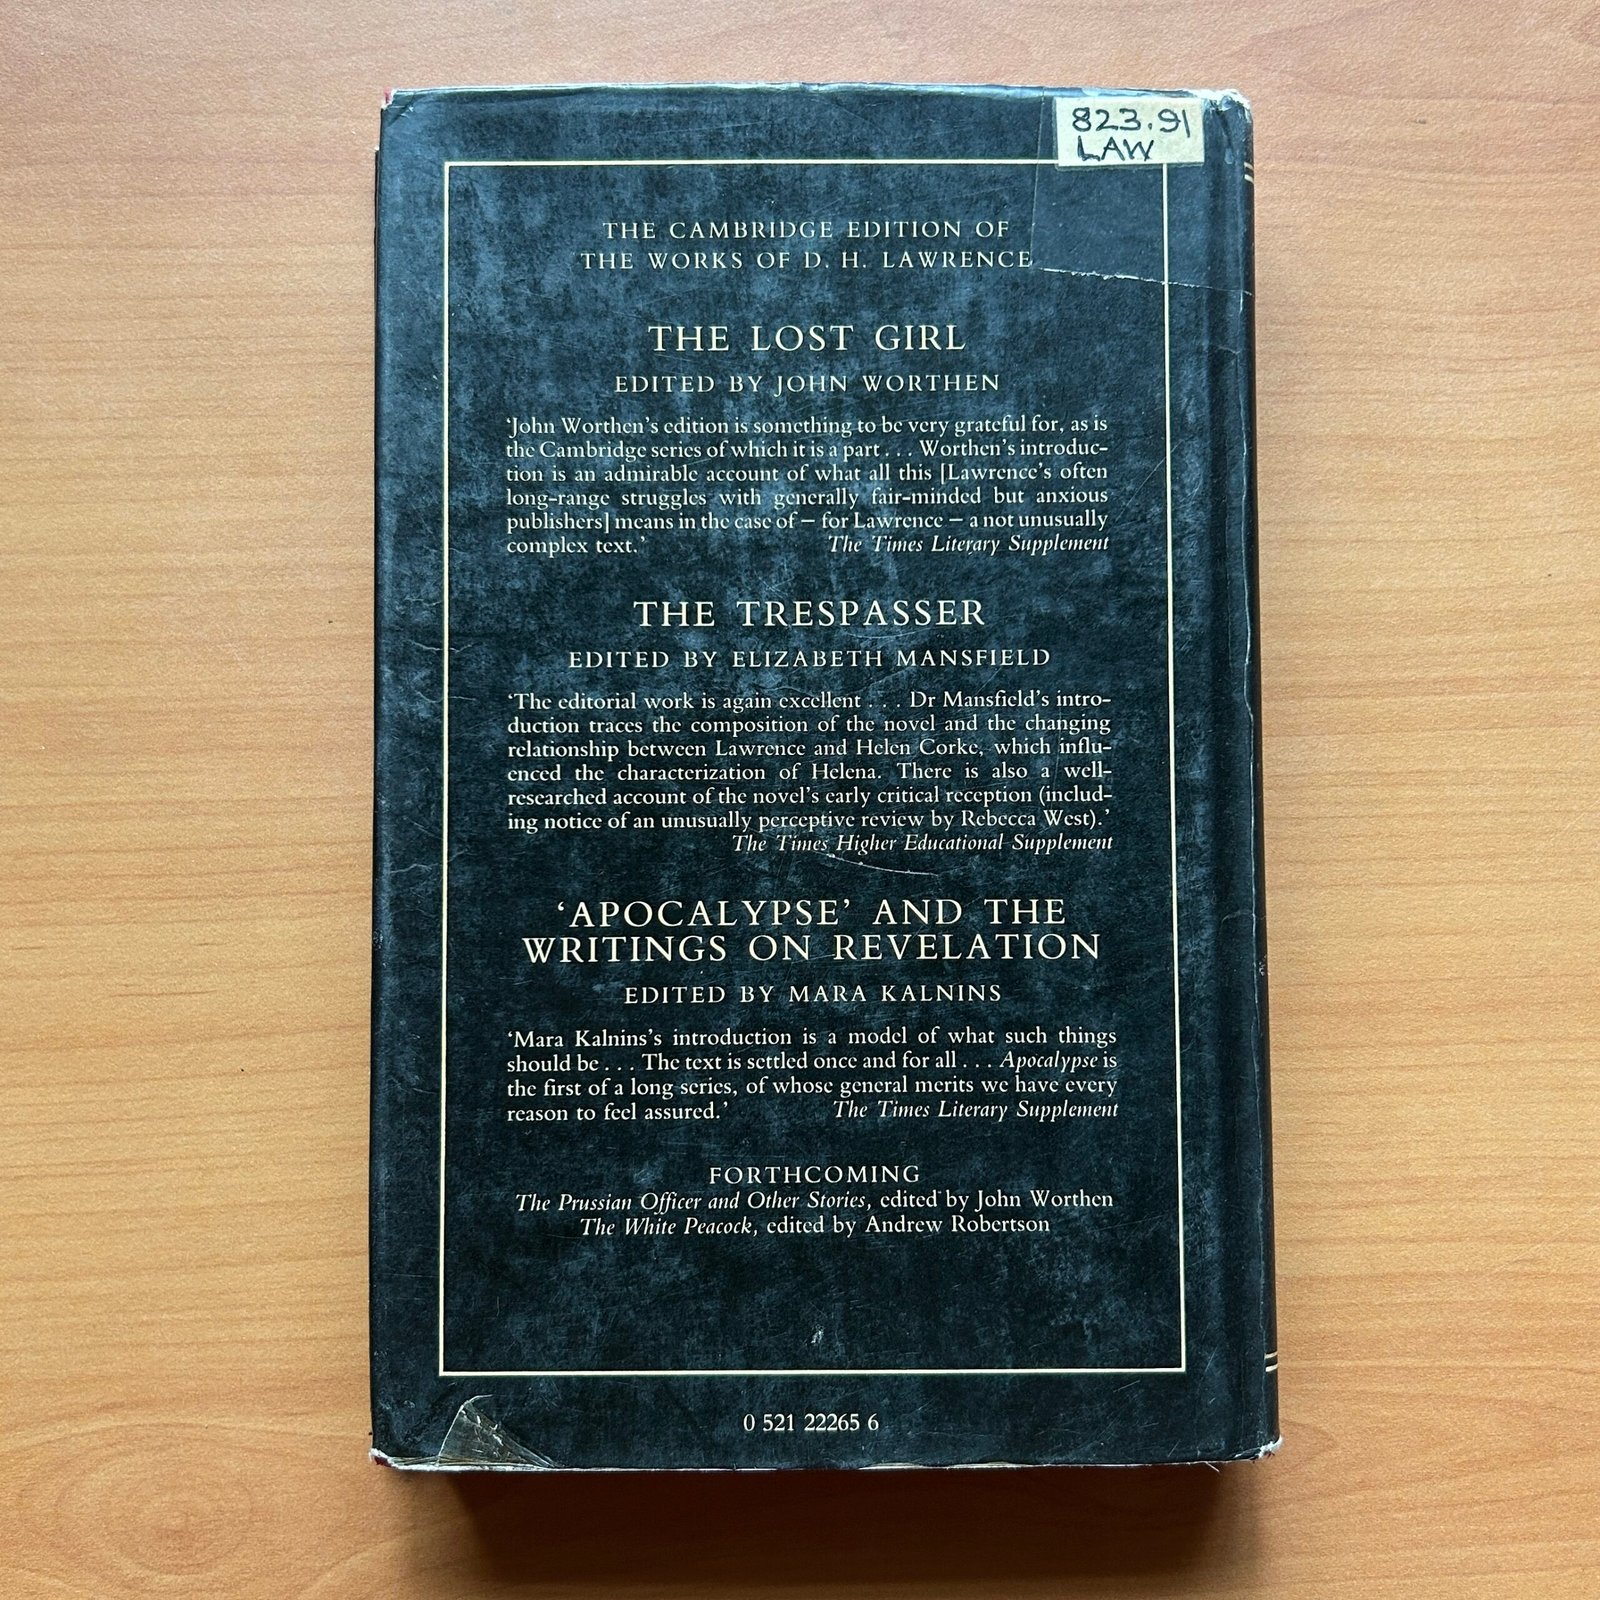 823.91
LAW
THE CAMBRIDGE EDITION OF
THE WORKS OF D. H. LAWRENCE
THE LOST GIRL
EDITED BY JOHN WORTHEN
‘John Worthen’s edition is something to be very grateful for, as is
the Cambridge series of which it is a part . . . Worthen’s introduc-
tion is an admirable account of what all this [Lawrence’s often
long-range struggles with generally fair-minded but anxious
publishers] means in the case of – for Lawrence – a not unusually
complex text.’ The Times Literary Supplement
THE TRESPASSER
EDITED BY ELIZABETH MANSFIELD
‘The editorial work is again excellent . . . Dr Mansfield’s intro-
duction traces the composition of the novel and the changing
relationship between Lawrence and Helen Corke, which influ-
enced the characterization of Helena. There is also a well-
researched account of the novel’s early critical reception (includ-
ing notice of an unusually perceptive review by Rebecca West).’
The Times Higher Educational Supplement
‘APOCALYPSE’ AND THE
WRITINGS ON REVELATION
EDITED BY MARA KALNINS
‘Mara Kalnins’s introduction is a model of what such things
should be . . . The text is settled once and for all . . . Apocalypse is
the first of a long series, of whose general merits we have every
reason to feel assured.’ The Times Literary Supplement
FORTHCOMING
The Prussian Officer and Other Stories, edited by John Worthen
The White Peacock, edited by Andrew Robertson
0 521 22265 6